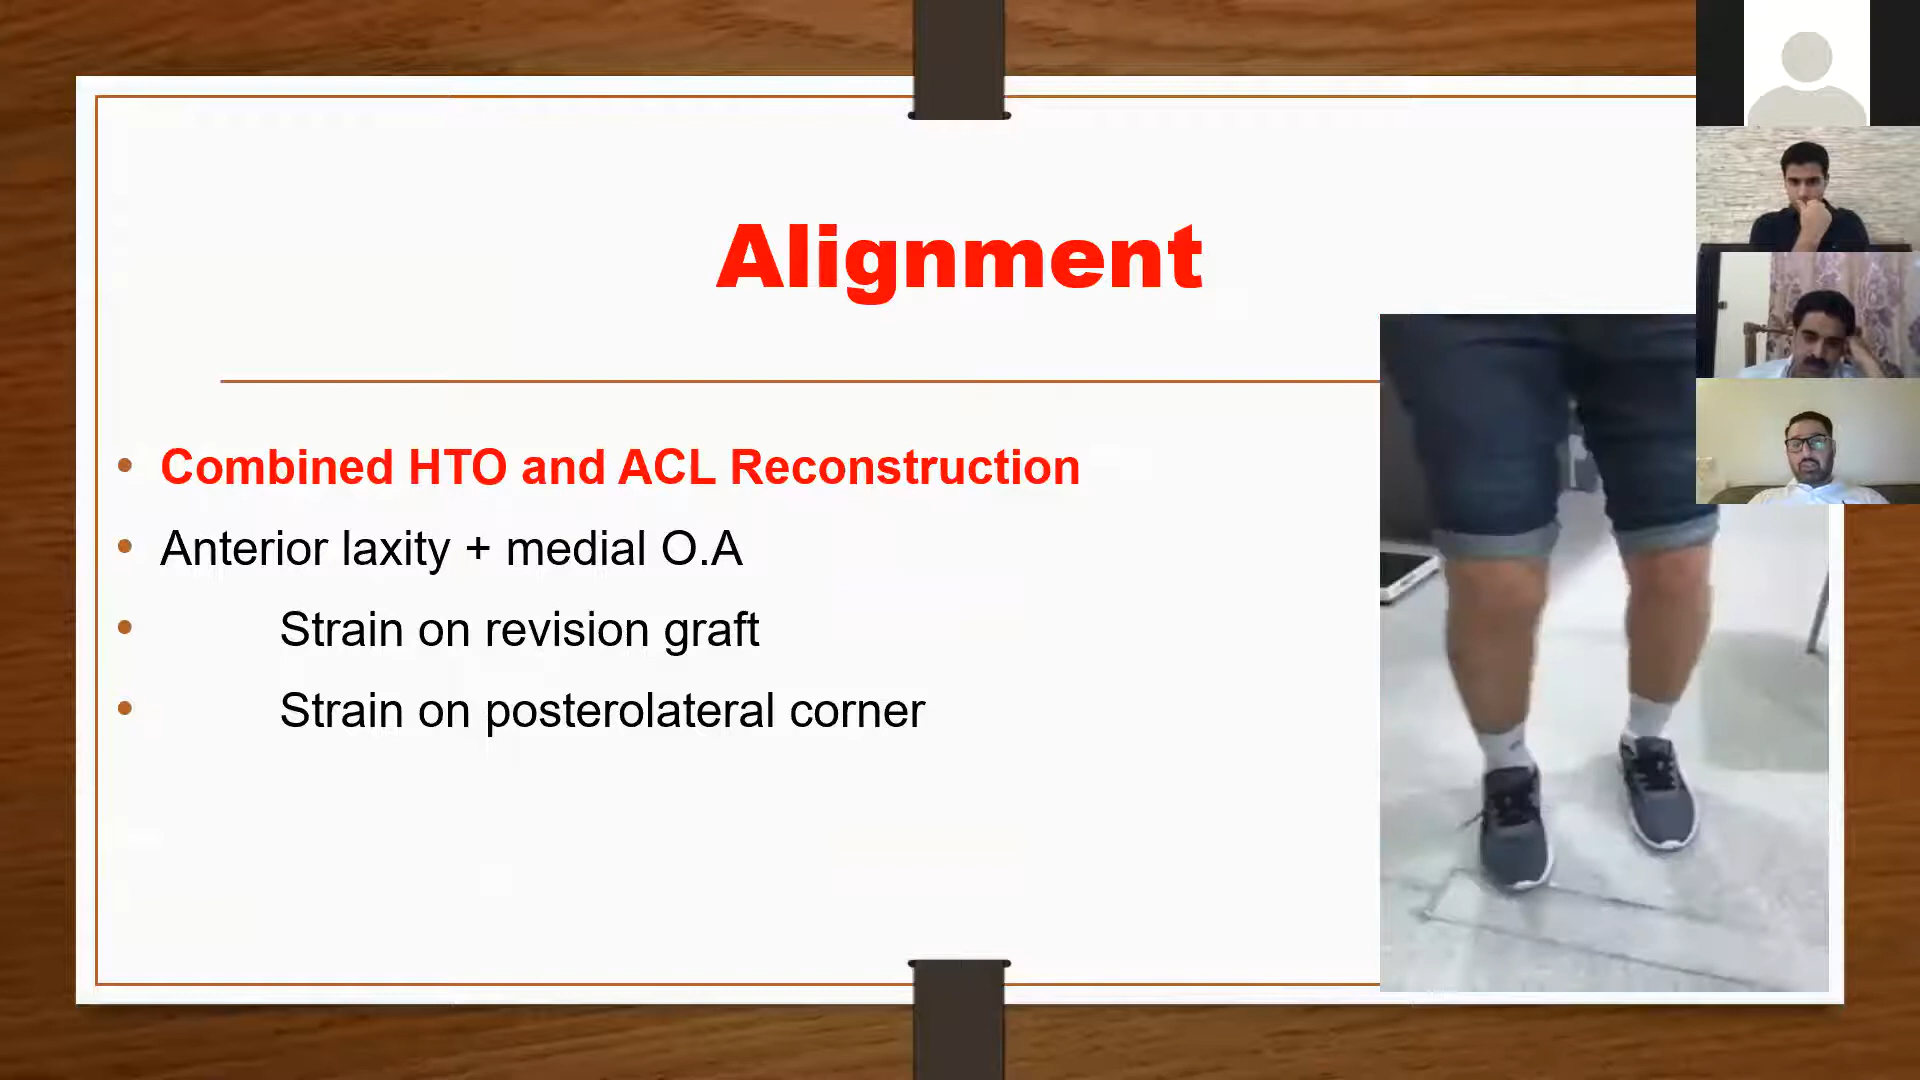 Alignment
Combined HTO and ACL Reconstruction
Anterior laxity + medial O.A
Strain on revision graft
Strain on posterolateral corner